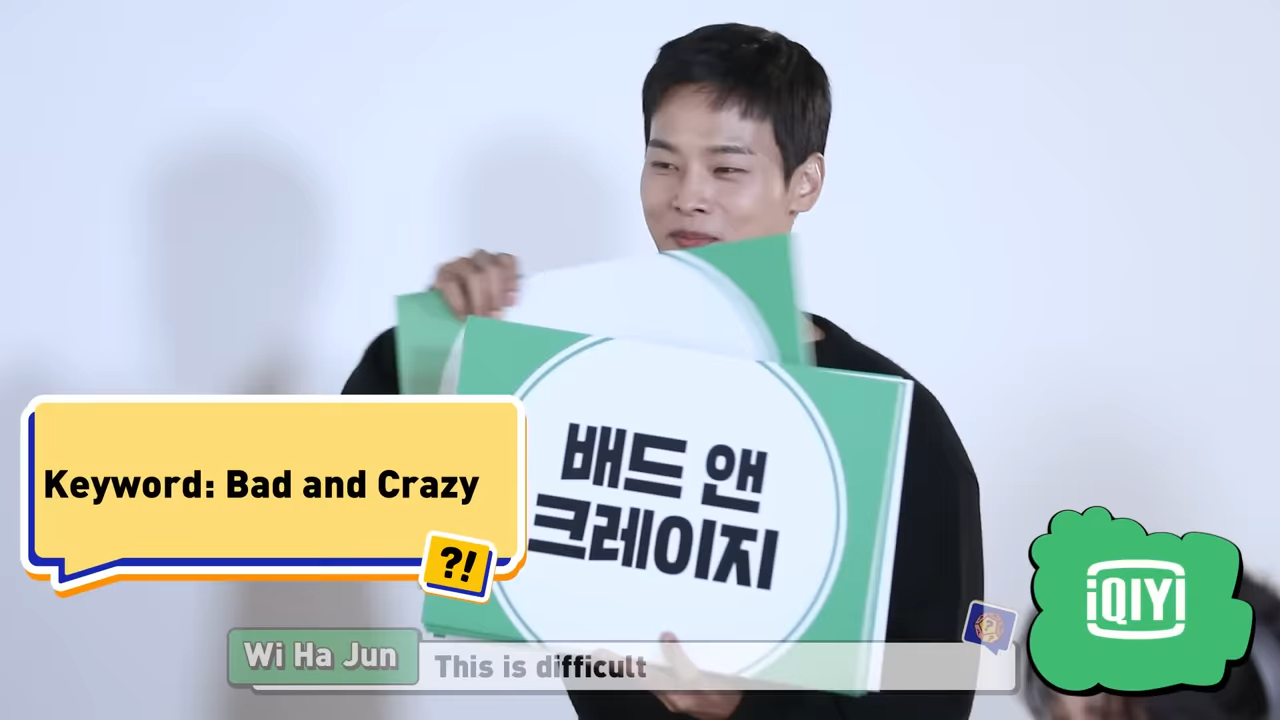 배드 앤
크레이지
Keyword: Bad and Crazy
?!
iQIYI
Wi Ha Jun
This is difficult